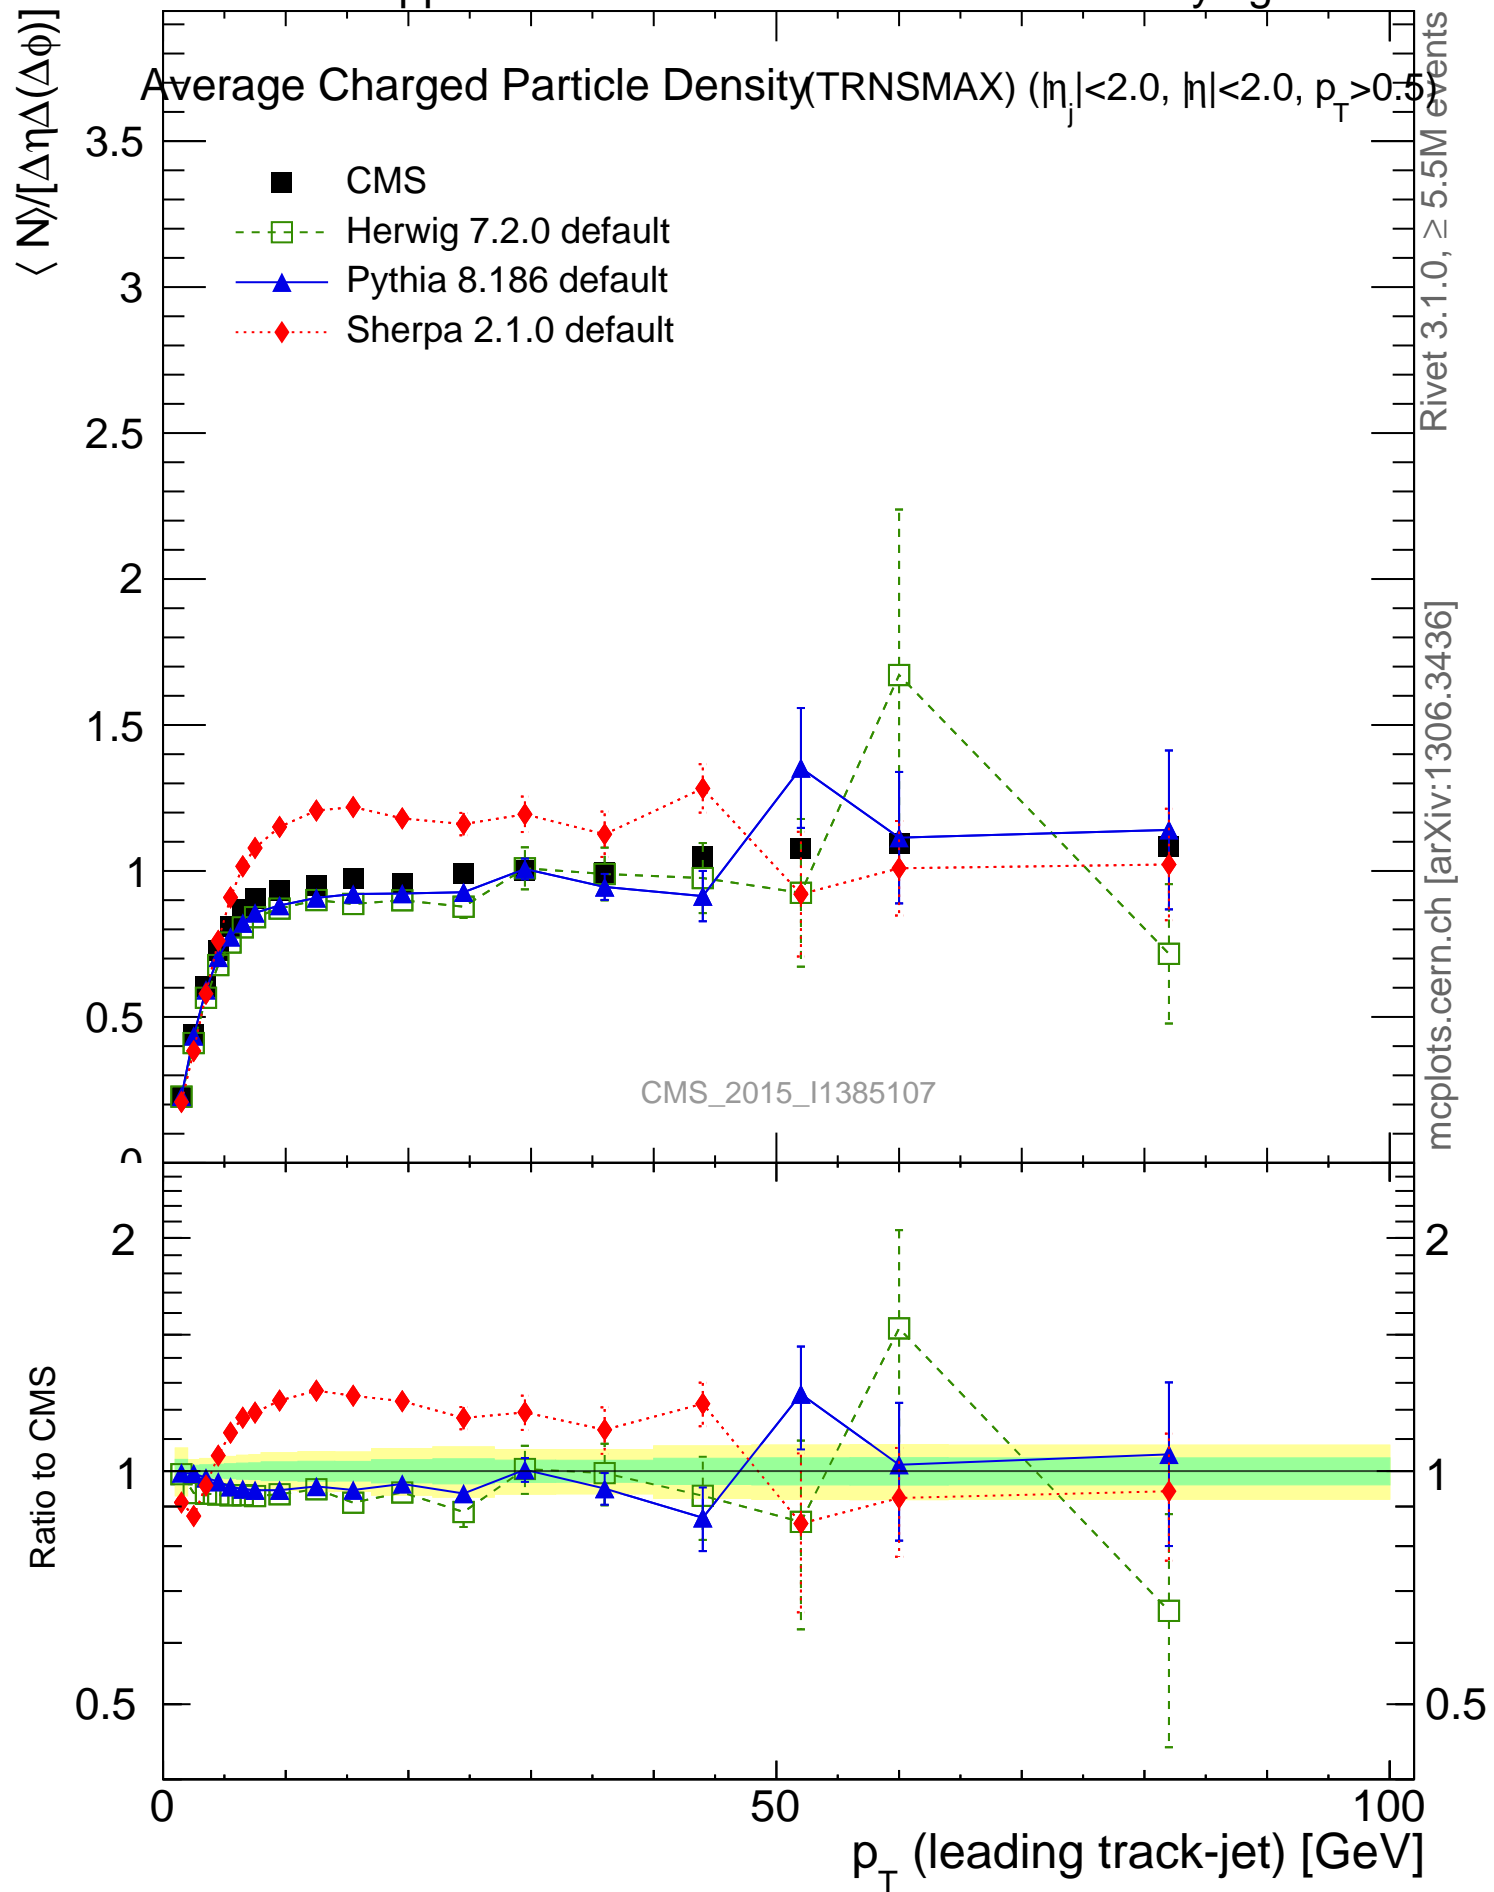 ⟨ N⟩/[ΔηΔ(Δϕ)]
Average Charged Particle Density (TRNSMAX) (|η_j|<2.0, |η|<2.0, p_T>0.5)
CMS
Herwig 7.2.0 default
Pythia 8.186 default
Sherpa 2.1.0 default
3.5
3
2.5
2
1.5
1
0.5
0
CMS_2015_I1385107
Rivet 3.1.0, ≥ 5.5M events
mcplots.cern.ch [arXiv:1306.3436]
Ratio to CMS
2
1
0.5
2
1
0.5
0
50
100
p_T (leading track-jet) [GeV]